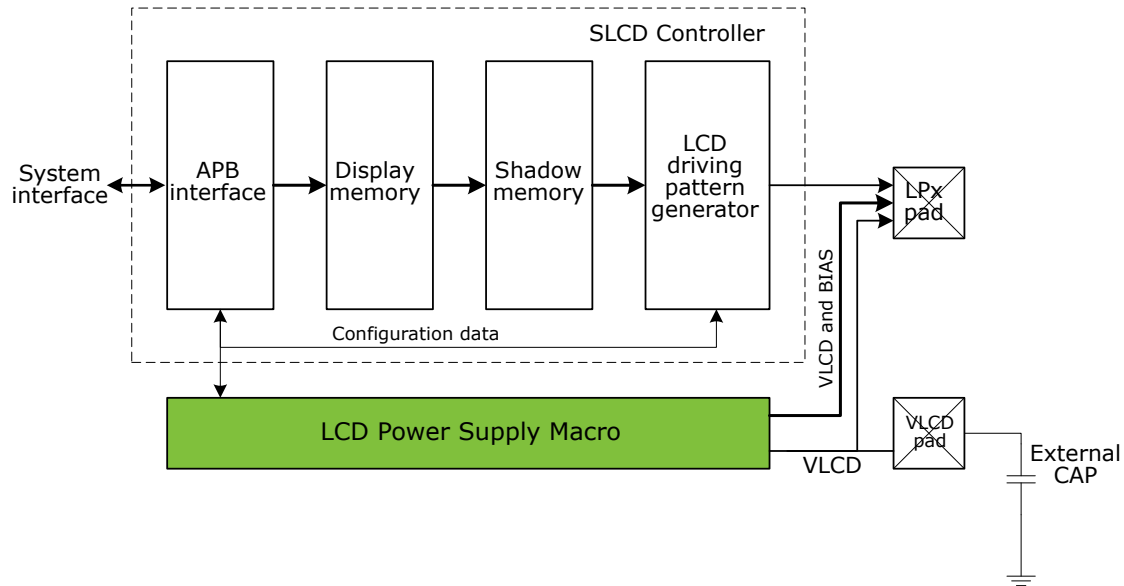 SLCD Controller
System
interface
APB
interface
Display
memory
Shadow
memory
LCD
driving
pattern
generator
LPx
pad
Configuration data
VLCD and BIAS
LCD Power Supply Macro
VLCD
VLCD
pad
External
CAP